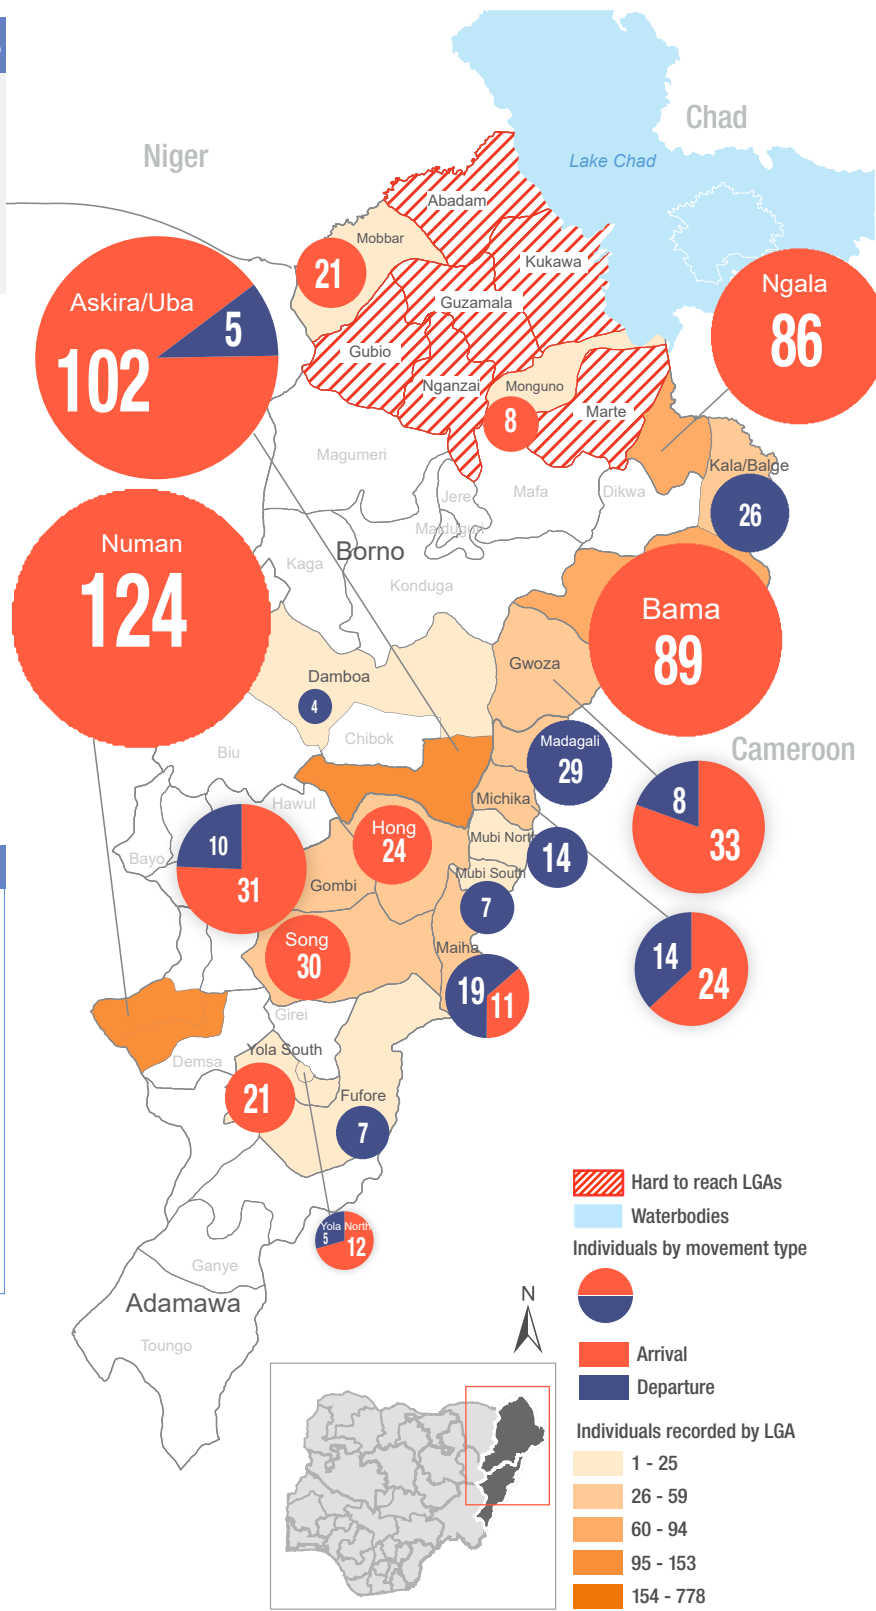 Chad
Niger
Lake Chad
Abadam
Mobbar
Kukawa
21
Ngala
86
Askira/Uba
5
102
Guzamala
Gubio
Nganzai
Monguno
Marte
8
Magumeri
Kala/Balge
Jere
Mafa
Dikwa
26
Maiduguri
Numan
124
Borno
Kaga
Konduga
Bama
89
Gwoza
Damboa
4
Chibok
Madagali
29
Cameroon
Biu
Michika
8
33
Hawul
Hong
24
Mubi North
10
31
Bayo
14
Gombi
Mubi South
7
Song
30
Maiha
14
24
19
11
Girei
Demsa
Yola South
21
Fufore
7
Yola North
5
12
Ganye
Adamawa
Toungo
N
Hard to reach LGAs
Waterbodies
Individuals by movement type
Arrival
Departure
Individuals recorded by LGA
1 - 25
26 - 59
60 - 94
95 - 153
154 - 778